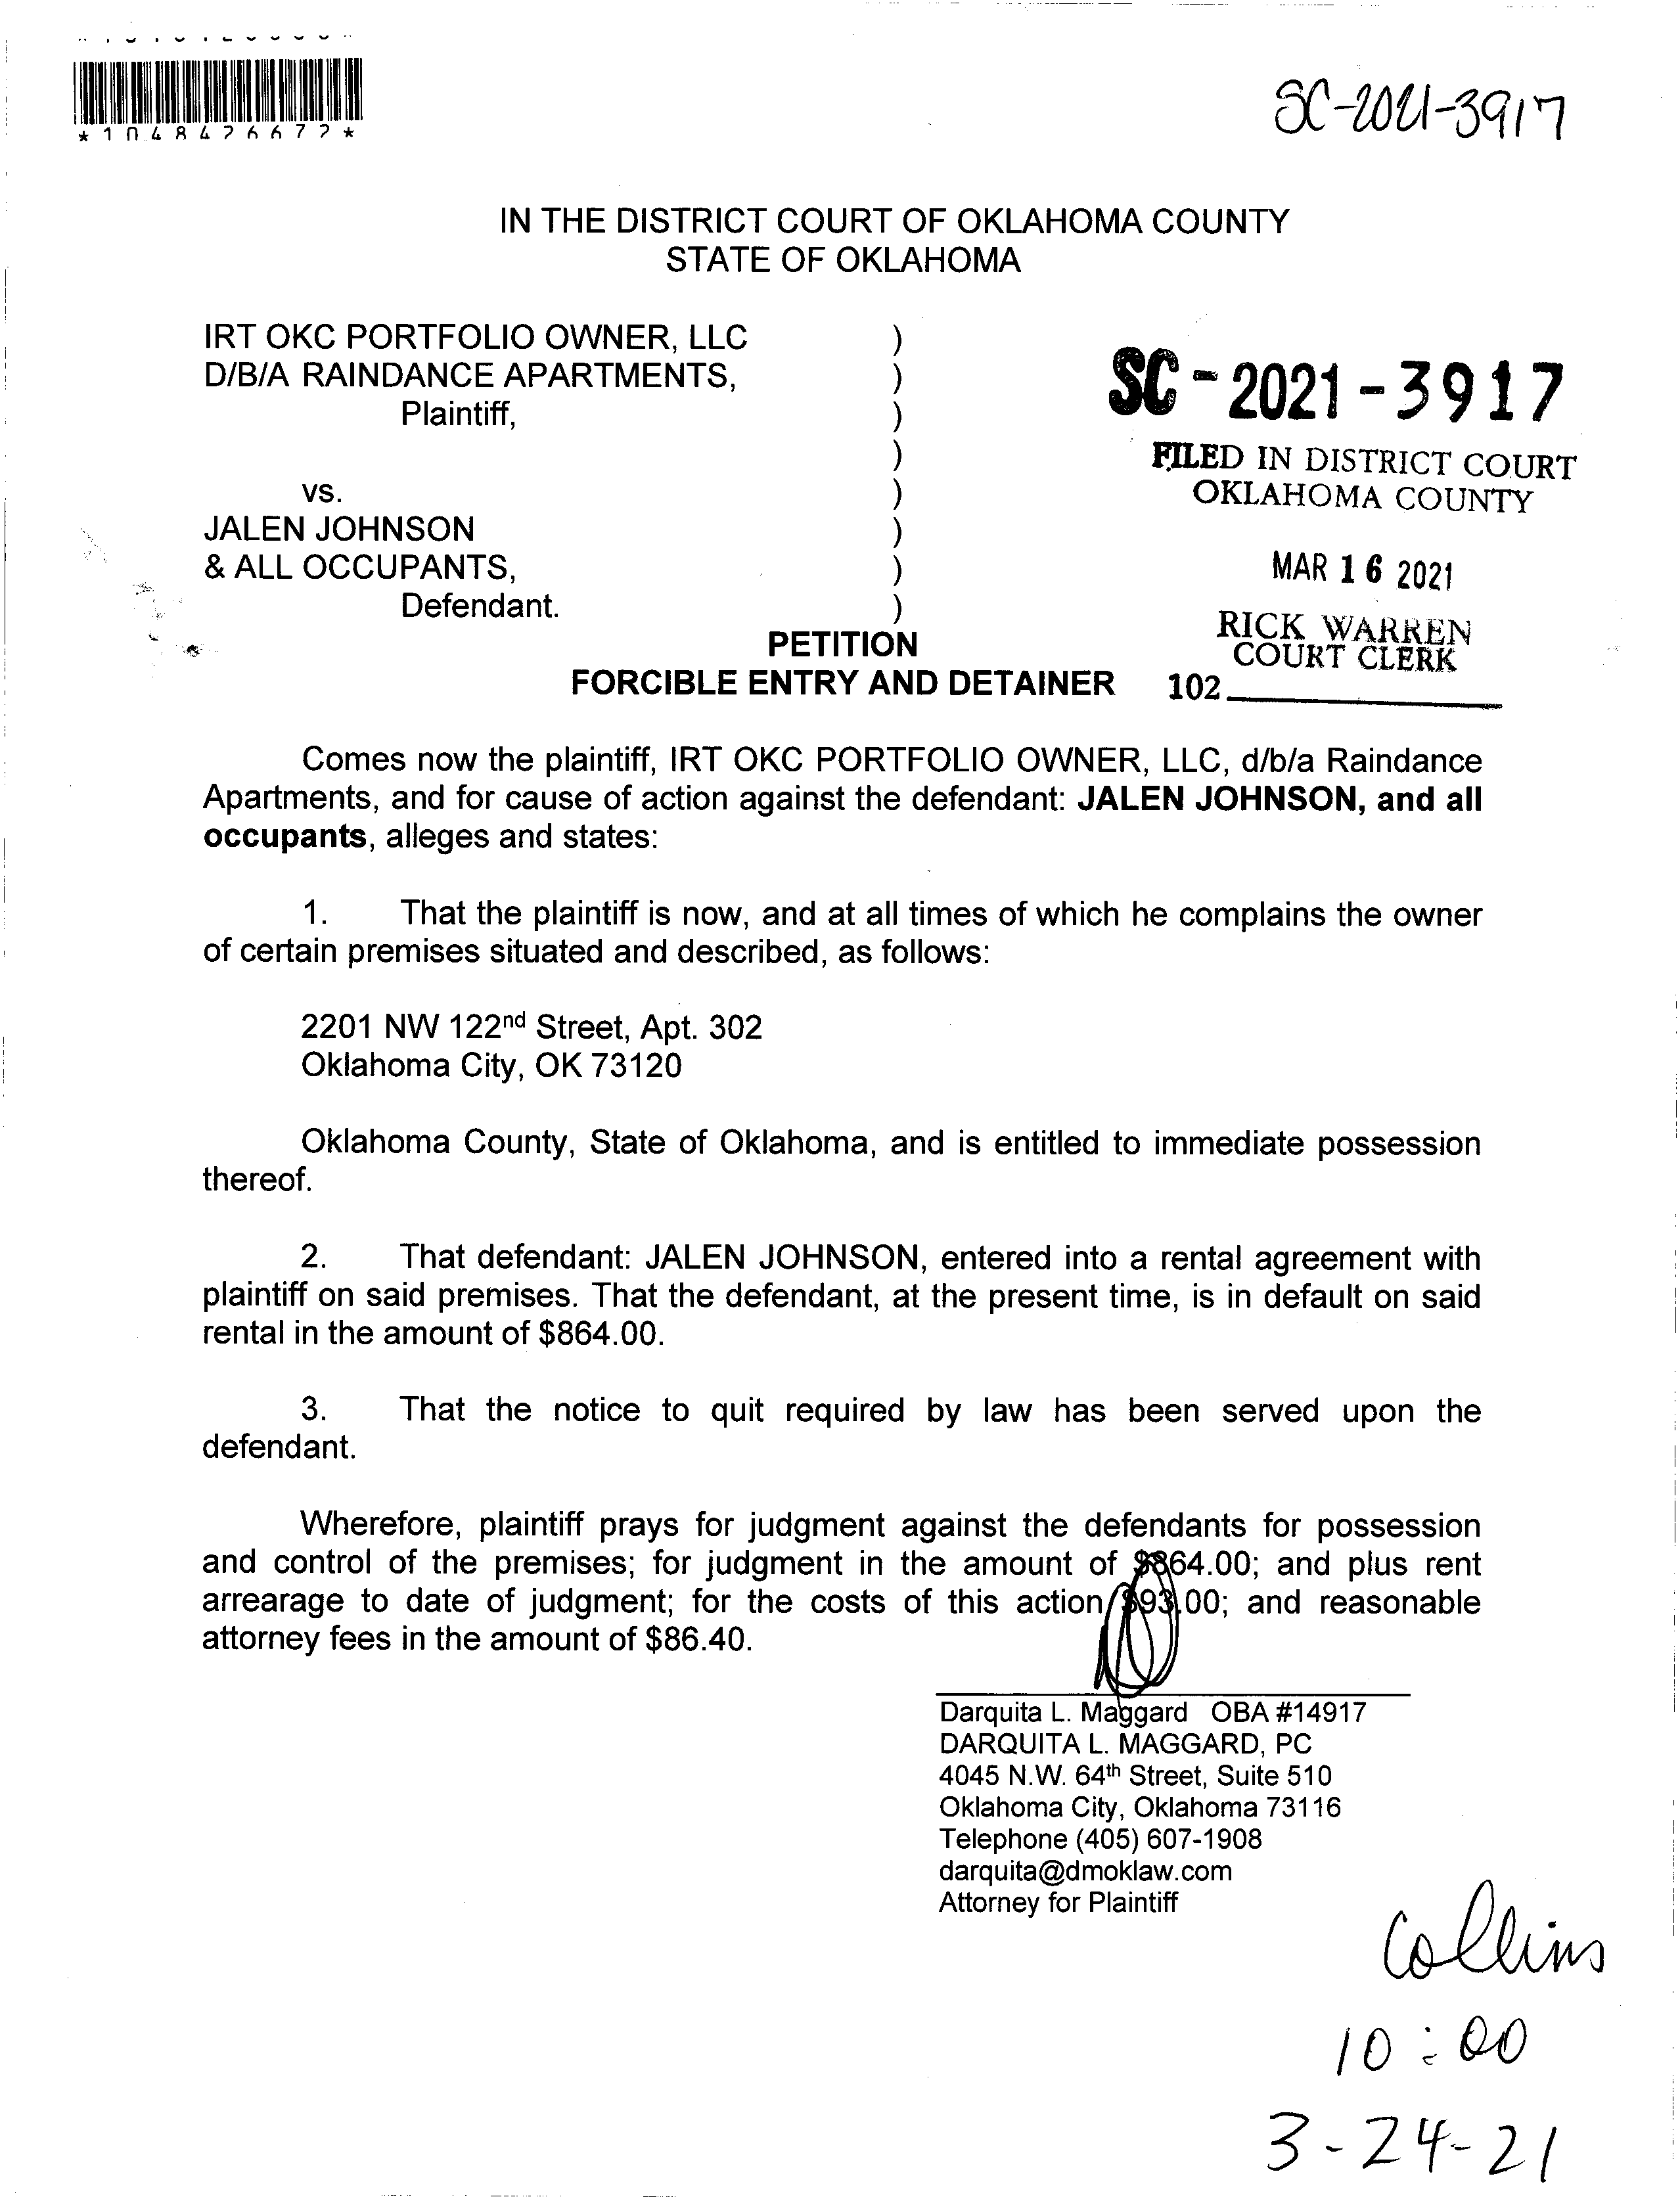 *1048426672*
SC-2021-3917
IN THE DISTRICT COURT OF OKLAHOMA COUNTY
STATE OF OKLAHOMA
IRT OKC PORTFOLIO OWNER, LLC )
D/B/A RAINDANCE APARTMENTS, )
Plaintiff, )
)
vs. )
JALEN JOHNSON )
& ALL OCCUPANTS, )
Defendant. )
SC-2021-3917
FILED IN DISTRICT COURT
OKLAHOMA COUNTY
MAR 16 2021
RICK WARREN
COURT CLERK
102
PETITION
FORCIBLE ENTRY AND DETAINER
Comes now the plaintiff, IRT OKC PORTFOLIO OWNER, LLC, d/b/a Raindance
Apartments, and for cause of action against the defendant: JALEN JOHNSON, and all
occupants, alleges and states:
1. That the plaintiff is now, and at all times of which he complains the owner
of certain premises situated and described, as follows:
2201 NW 122nd Street, Apt. 302
Oklahoma City, OK 73120
Oklahoma County, State of Oklahoma, and is entitled to immediate possession
thereof.
2. That defendant: JALEN JOHNSON, entered into a rental agreement with
plaintiff on said premises. That the defendant, at the present time, is in default on said
rental in the amount of $864.00.
3. That the notice to quit required by law has been served upon the
defendant.
Wherefore, plaintiff prays for judgment against the defendants for possession
and control of the premises; for judgment in the amount of $864.00; and plus rent
arrearage to date of judgment; for the costs of this action $93.00; and reasonable
attorney fees in the amount of $86.40.
Darquita L. Maggard OBA #14917
DARQUITA L. MAGGARD, PC
4045 N.W. 64th Street, Suite 510
Oklahoma City, Oklahoma 73116
Telephone (405) 607-1908
darquita@dmoklaw.com
Attorney for Plaintiff
Collins
10:00
3-24-21